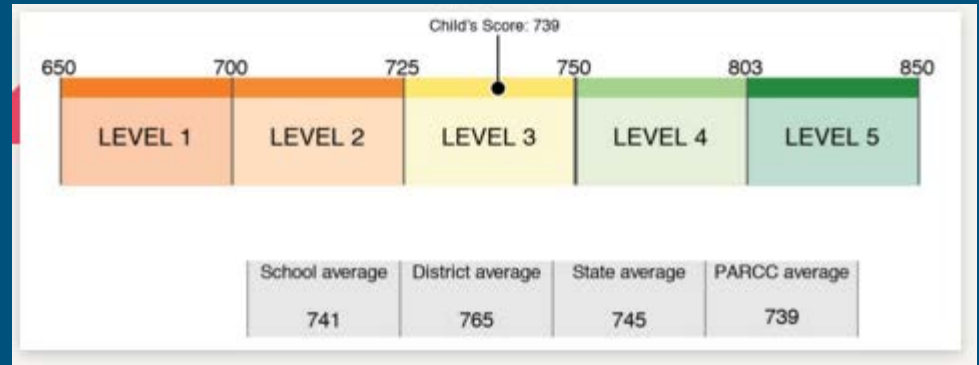 Child's Score: 739
650 700 725 750 803 850
LEVEL 1 LEVEL 2 LEVEL 3 LEVEL 4 LEVEL 5
School average District average State average PARCC average
741 765 745 739